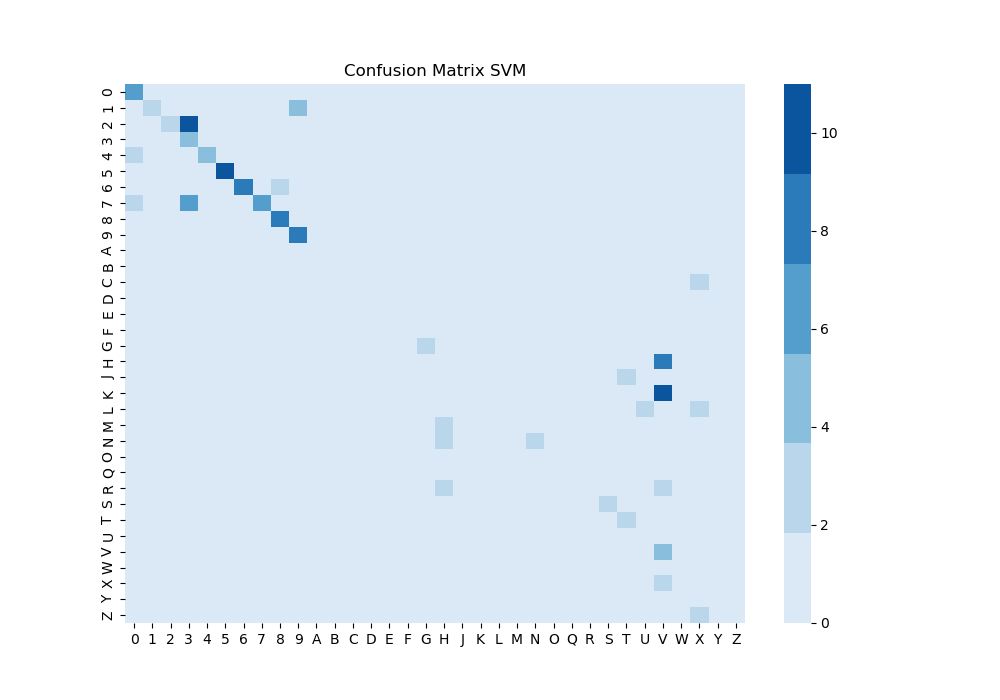 Confusion Matrix SVM
0
1
2
3
4
5
6
7
8
9
A
B
C
D
E
F
G
H
J
K
L
M
N
O
Q
R
S
T
U
V
W
X
Y
Z
0 1 2 3 4 5 6 7 8 9 A B C D E F G H J K L M N O Q R S T U V W X Y Z
10
8
6
4
2
0